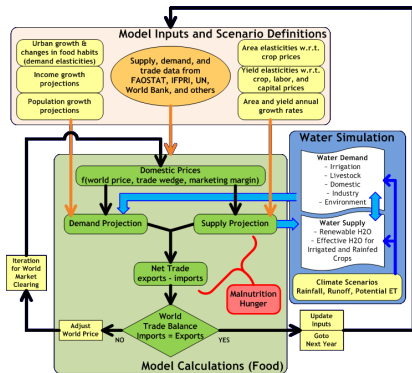 Model Inputs and Scenario Definitions
Urban growth &
changes in food habits
(demand elasticities)
Income growth
projections
Population growth
projections
Supply, demand, and
trade data from
FAOSTAT, IFPRI, UN,
World Bank, and others
Area elasticities w.r.t.
crop prices
Yield elasticities w.r.t.
crop, labor, and
capital prices
Area and yield annual
growth rates
Domestic Prices
f(world price, trade wedge, marketing margin)
Demand Projection
Supply Projection
Net Trade
exports - imports
Malnutrition
Hunger
World
Trade Balance
Imports = Exports
NO
YES
Adjust
World Price
Iteration
for World
Market
Clearing
Update
Inputs
Goto
Next Year
Model Calculations (Food)
Water Simulation
Water Demand
– Irrigation
– Livestock
– Domestic
– Industry
– Environment
Water Supply
– Renewable H2O
– Effective H2O for
Irrigated and Rainfed
Crops
Climate Scenarios
Rainfall, Runoff, Potential ET